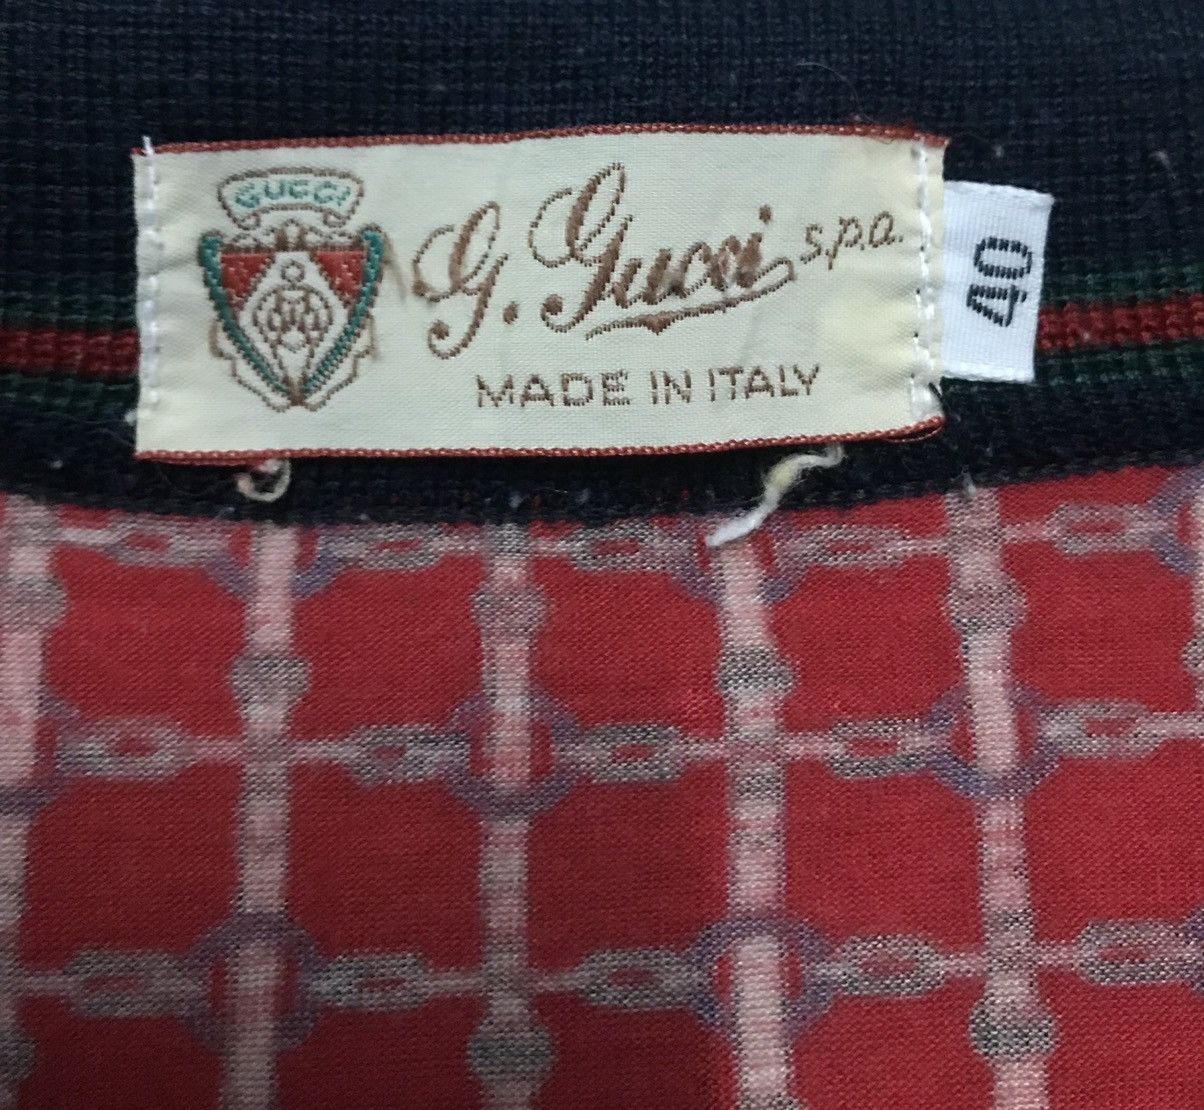 GUCCI
G. Gucci s.p.a.
MADE IN ITALY
40